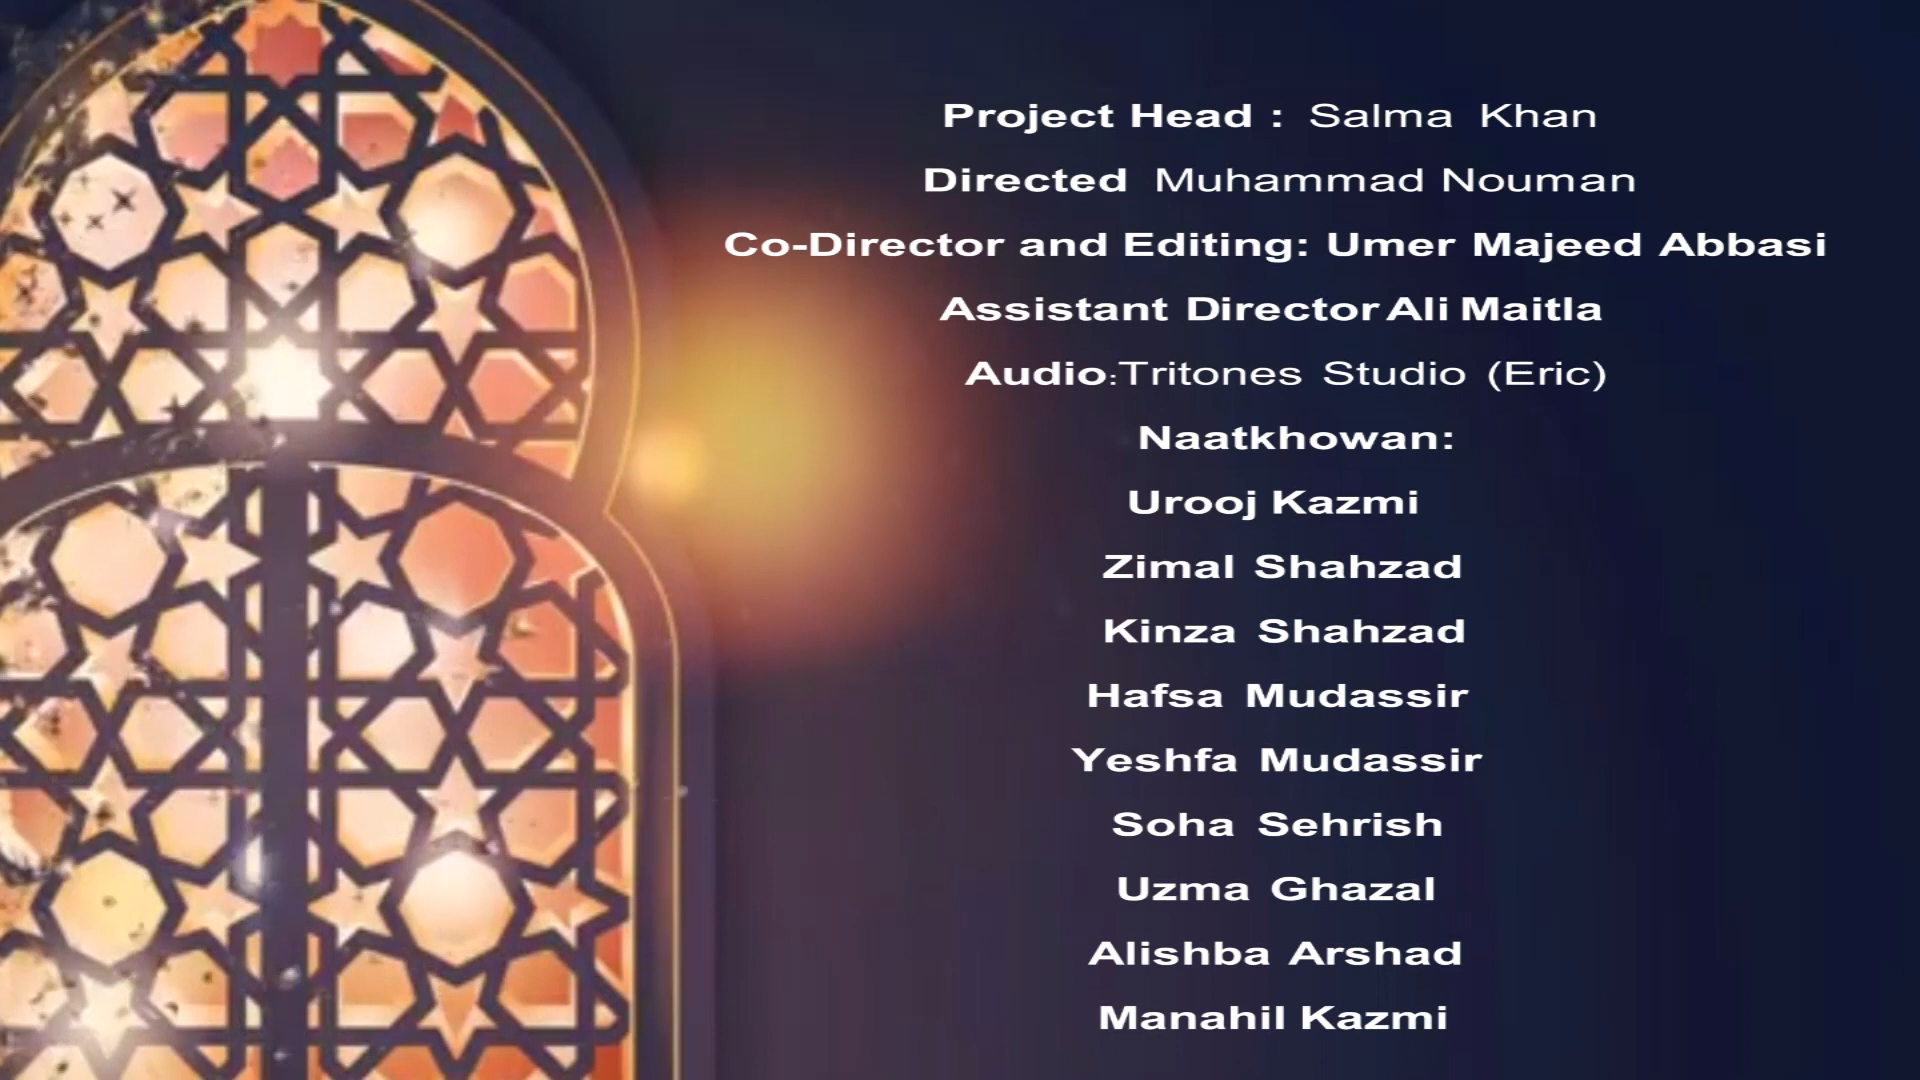 Project Head : Salma Khan
Directed Muhammad Nouman
Co-Director and Editing: Umer Majeed Abbasi
Assistant Director Ali Maitla
Audio:Tritones Studio (Eric)
Naatkhowan:
Urooj Kazmi
Zimal Shahzad
Kinza Shahzad
Hafsa Mudassir
Yeshfa Mudassir
Soha Sehrish
Uzma Ghazal
Alishba Arshad
Manahil Kazmi